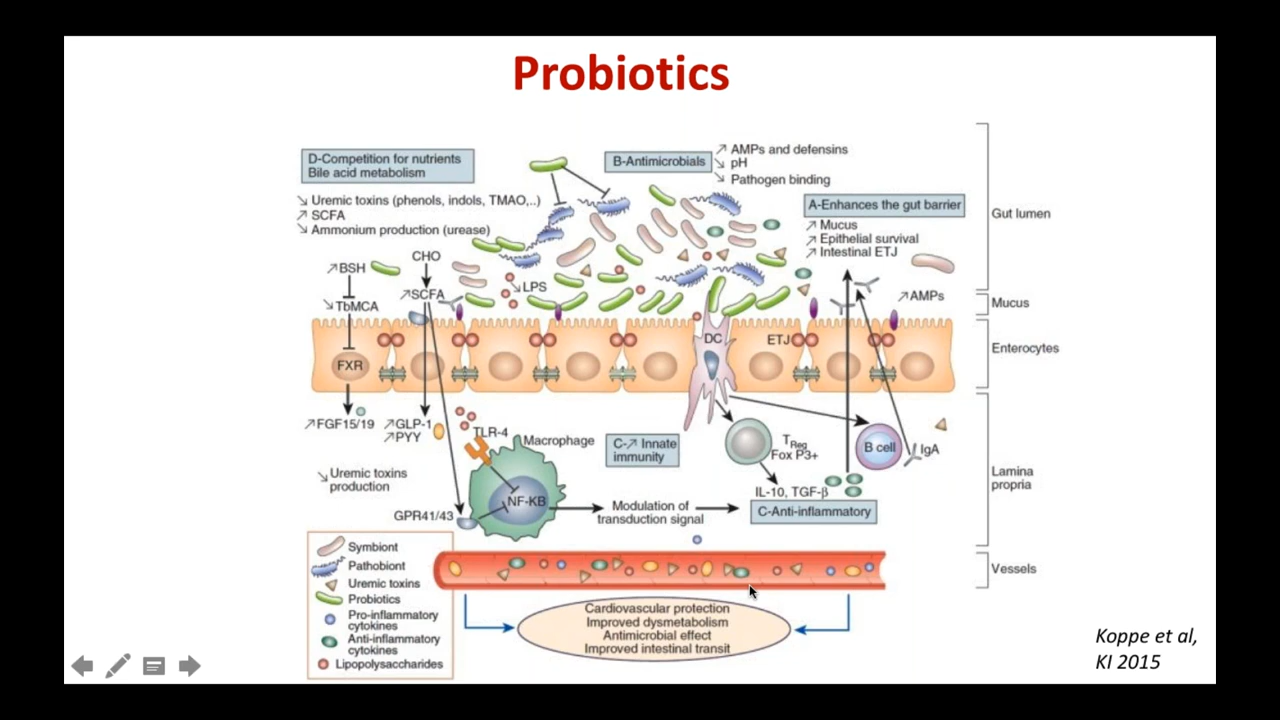 Probiotics
D-Competition for nutrients
Bile acid metabolism
↘ Uremic toxins (phenols, indols, TMAO,..)
↗ SCFA
↘ Ammonium production (urease)
B-Antimicrobials
↗ AMPs and defensins
↘ pH
↘ Pathogen binding
A-Enhances the gut barrier
↗ Mucus
↗ Epithelial survival
↗ Intestinal ETJ
Gut lumen
↗BSH
CHO
↘LPS
↘TbMCA
↗SCFA
↗AMPs
Mucus
FXR
DC
ETJ
Enterocytes
↗FGF15/19
↗GLP-1
↗PYY
TLR-4
Macrophage
C-↗ Innate
immunity
TReg
Fox P3+
B cell
IgA
↘Uremic toxins
production
NF-KB
GPR41/43
Modulation of
transduction signal
IL-10, TGF-β
C-Anti-inflammatory
Lamina
propria
Symbiont
Pathobiont
Uremic toxins
Probiotics
Pro-inflammatory
cytokines
Anti-inflammatory
cytokines
Lipopolysaccharides
Vessels
Cardiovascular protection
Improved dysmetabolism
Antimicrobial effect
Improved intestinal transit
Koppe et al,
KI 2015